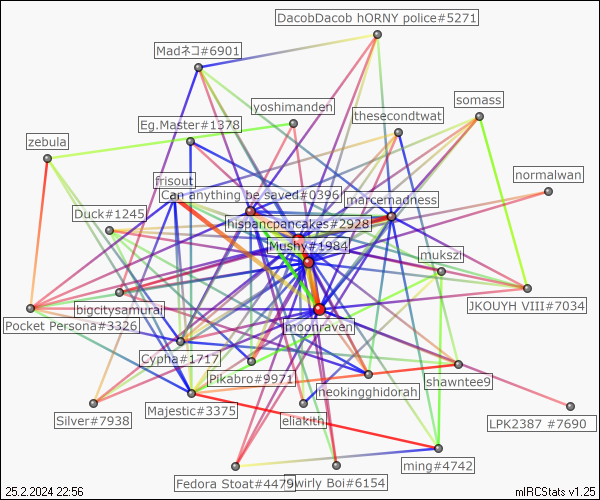 DacobDacob hORNY police#5271
Madネコ#6901
yoshimanden
somass
thesecondtwat
Eg.Master#1378
zebula
normalwan
frisout
Can anything be saved#0396
marcemadness
Duck#1245
hispancpancakes#2928
Mushy#1984
mukszi
JKOUYH VIII#7034
bigcitysamurai
Pocket Persona#3326
moonraven
Cypha#1717
Pikabro#9971
shawntee9
neokingghidorah
Silver#7938
Majestic#3375
eliakith
LPK2387 #7690
ming#4742
Fedora Stoat#4479
wirly Boi#6154
25.2.2024 22:56
mIRCStats v1.25